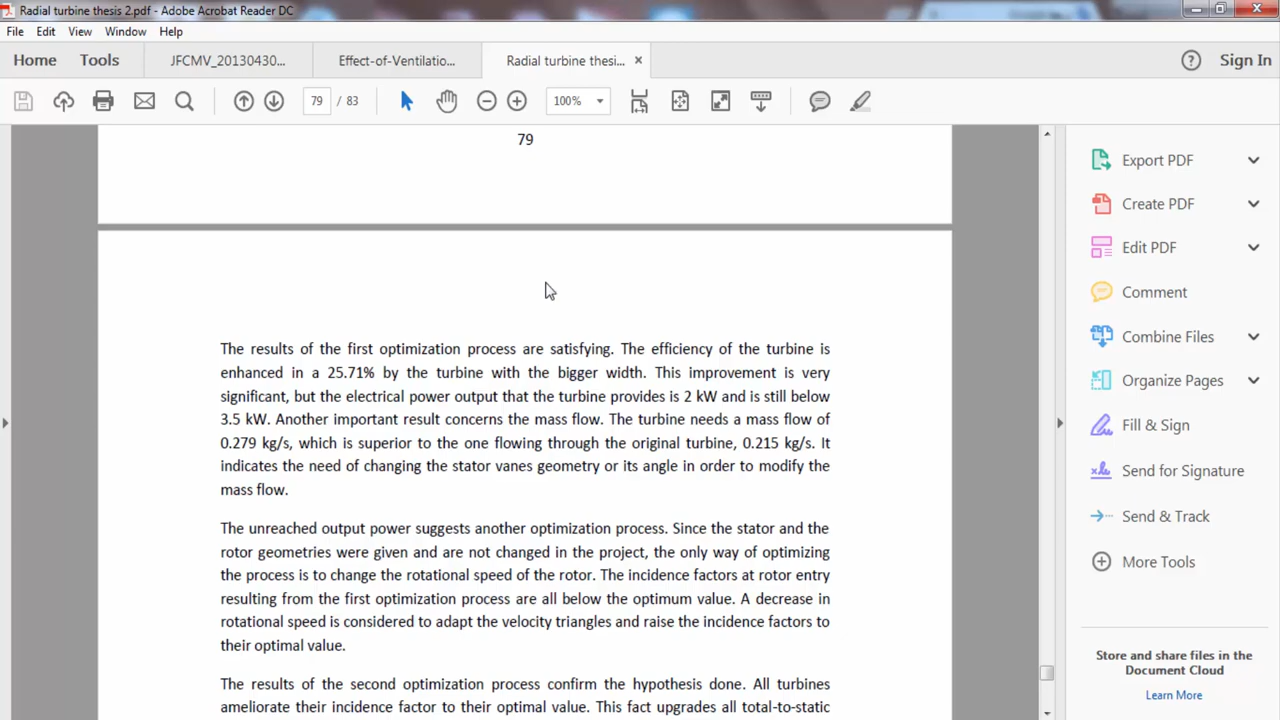 Radial turbine thesis 2.pdf - Adobe Acrobat Reader DC
File Edit View Window Help
Home Tools JFCMV_20130430... Effect-of-Ventilatio... Radial turbine thesi... × Sign In
79 / 83 100%
79
The results of the first optimization process are satisfying. The efficiency of the turbine is
enhanced in a 25.71% by the turbine with the bigger width. This improvement is very
significant, but the electrical power output that the turbine provides is 2 kW and is still below
3.5 kW. Another important result concerns the mass flow. The turbine needs a mass flow of
0.279 kg/s, which is superior to the one flowing through the original turbine, 0.215 kg/s. It
indicates the need of changing the stator vanes geometry or its angle in order to modify the
mass flow.
The unreached output power suggests another optimization process. Since the stator and the
rotor geometries were given and are not changed in the project, the only way of optimizing
the process is to change the rotational speed of the rotor. The incidence factors at rotor entry
resulting from the first optimization process are all below the optimum value. A decrease in
rotational speed is considered to adapt the velocity triangles and raise the incidence factors to
their optimal value.
The results of the second optimization process confirm the hypothesis done. All turbines
ameliorate their incidence factor to their optimal value. This fact upgrades all total-to-static
Export PDF
Create PDF
Edit PDF
Comment
Combine Files
Organize Pages
Fill & Sign
Send for Signature
Send & Track
More Tools
Store and share files in the
Document Cloud
Learn More